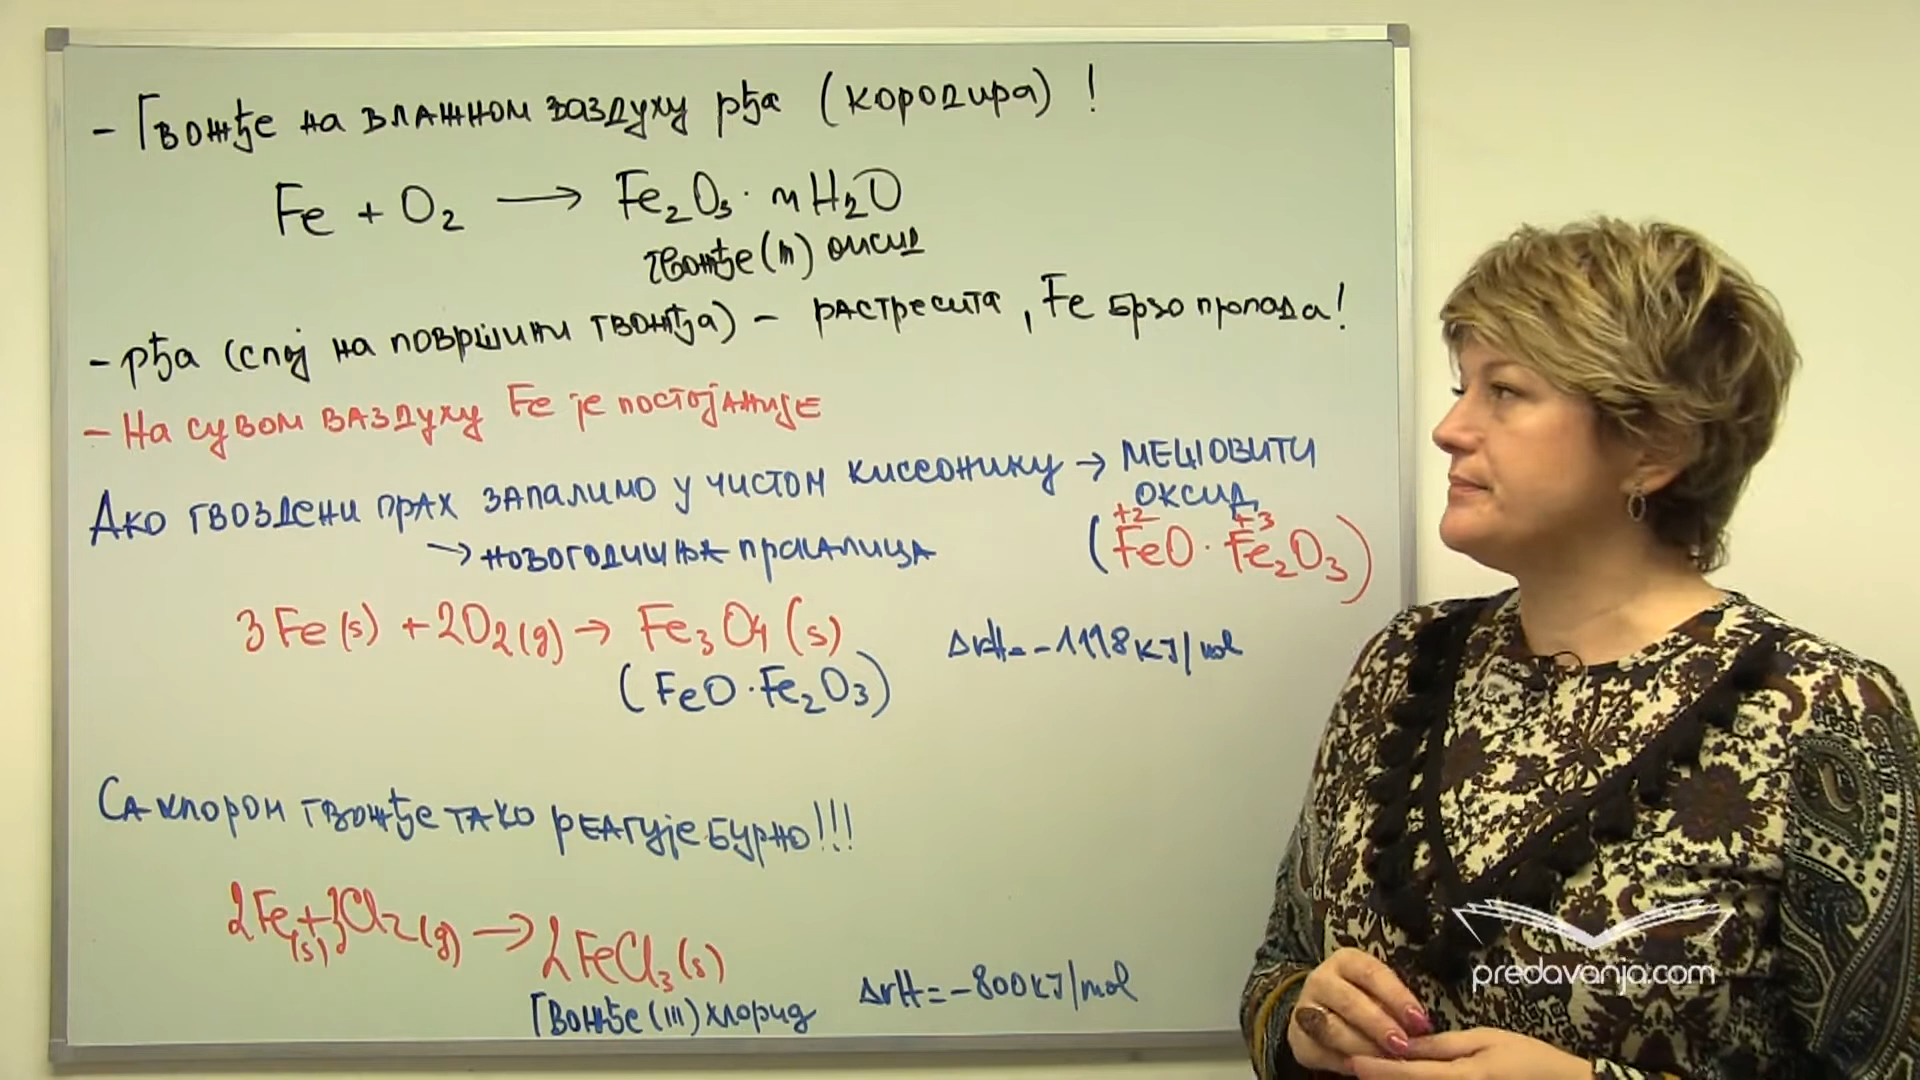 - Гвожђе на влажном ваздуху рђа (кородира) !
Fe + O2 → Fe2O3 · nH2O
гвожђе(III) оксид
- рђа (слој на површини гвожђа) - растресита, Fe брзо пропада!
- На сувом ваздуху Fe је постојаније
Ако гвоздени прах запалимо у чистом кисеонику → мешовити
оксид
→ новогодишња прскалица
+2 +3
(FeO · Fe2O3)
3Fe(s) + 2O2(g) → Fe3O4(s)
ΔrH = -1118 KJ/mol
(FeO · Fe2O3)
Са хлором гвожђе тако реагује бурно!!!
2Fe(s) + 3Cl2(g) → 2FeCl3(s)
Гвожђе (III) хлорид
ΔrH = -800 KJ/mol
predavanja.com